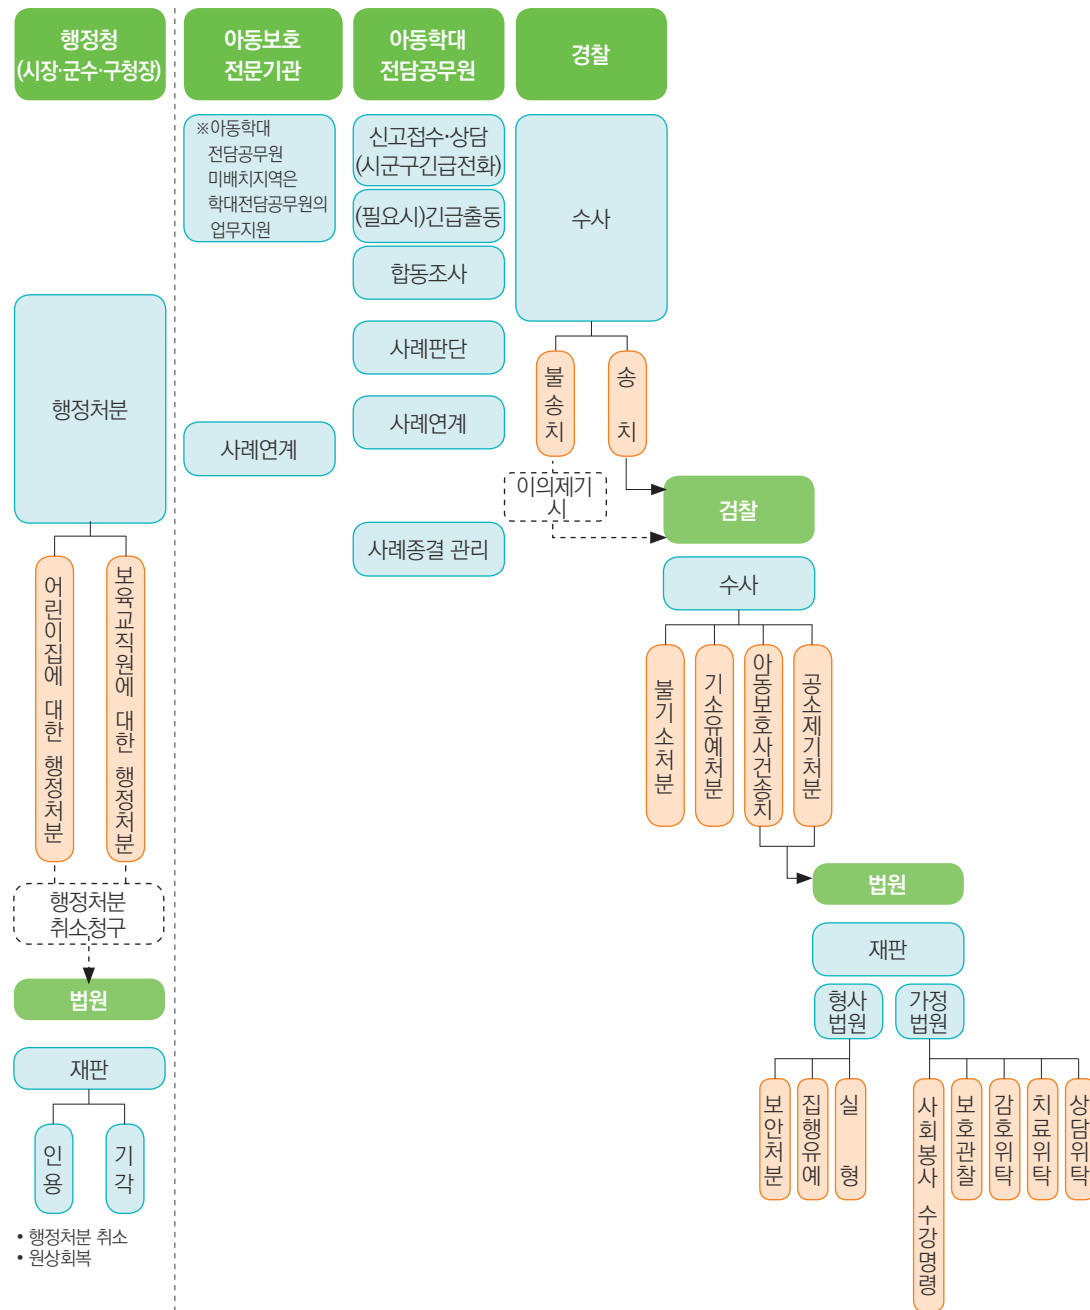 행정청
(시장·군수·구청장)
아동보호
전문기관
아동학대
전담공무원
경찰
※아동학대
전담공무원
미배치지역은
학대전담공무원의
업무지원
신고접수·상담
(시군구긴급전화)
(필요시)긴급출동
합동조사
사례판단
사례연계
사례종결 관리
사례연계
수사
불송치
송 치
이의제기
시
검찰
수사
불기소처분
기소유예처분
아동보호사건송치
공소제기처분
법원
재판
형사
법원
가정
법원
보안처분
집행유예
실 형
사회봉사 수강명령
보호관찰
감호위탁
치료위탁
상담위탁
행정처분
어린이집에 대한 행정처분
보육교직원에 대한 행정처분
행정처분
취소청구
법원
재판
인용
기각
• 행정처분 취소
• 원상회복